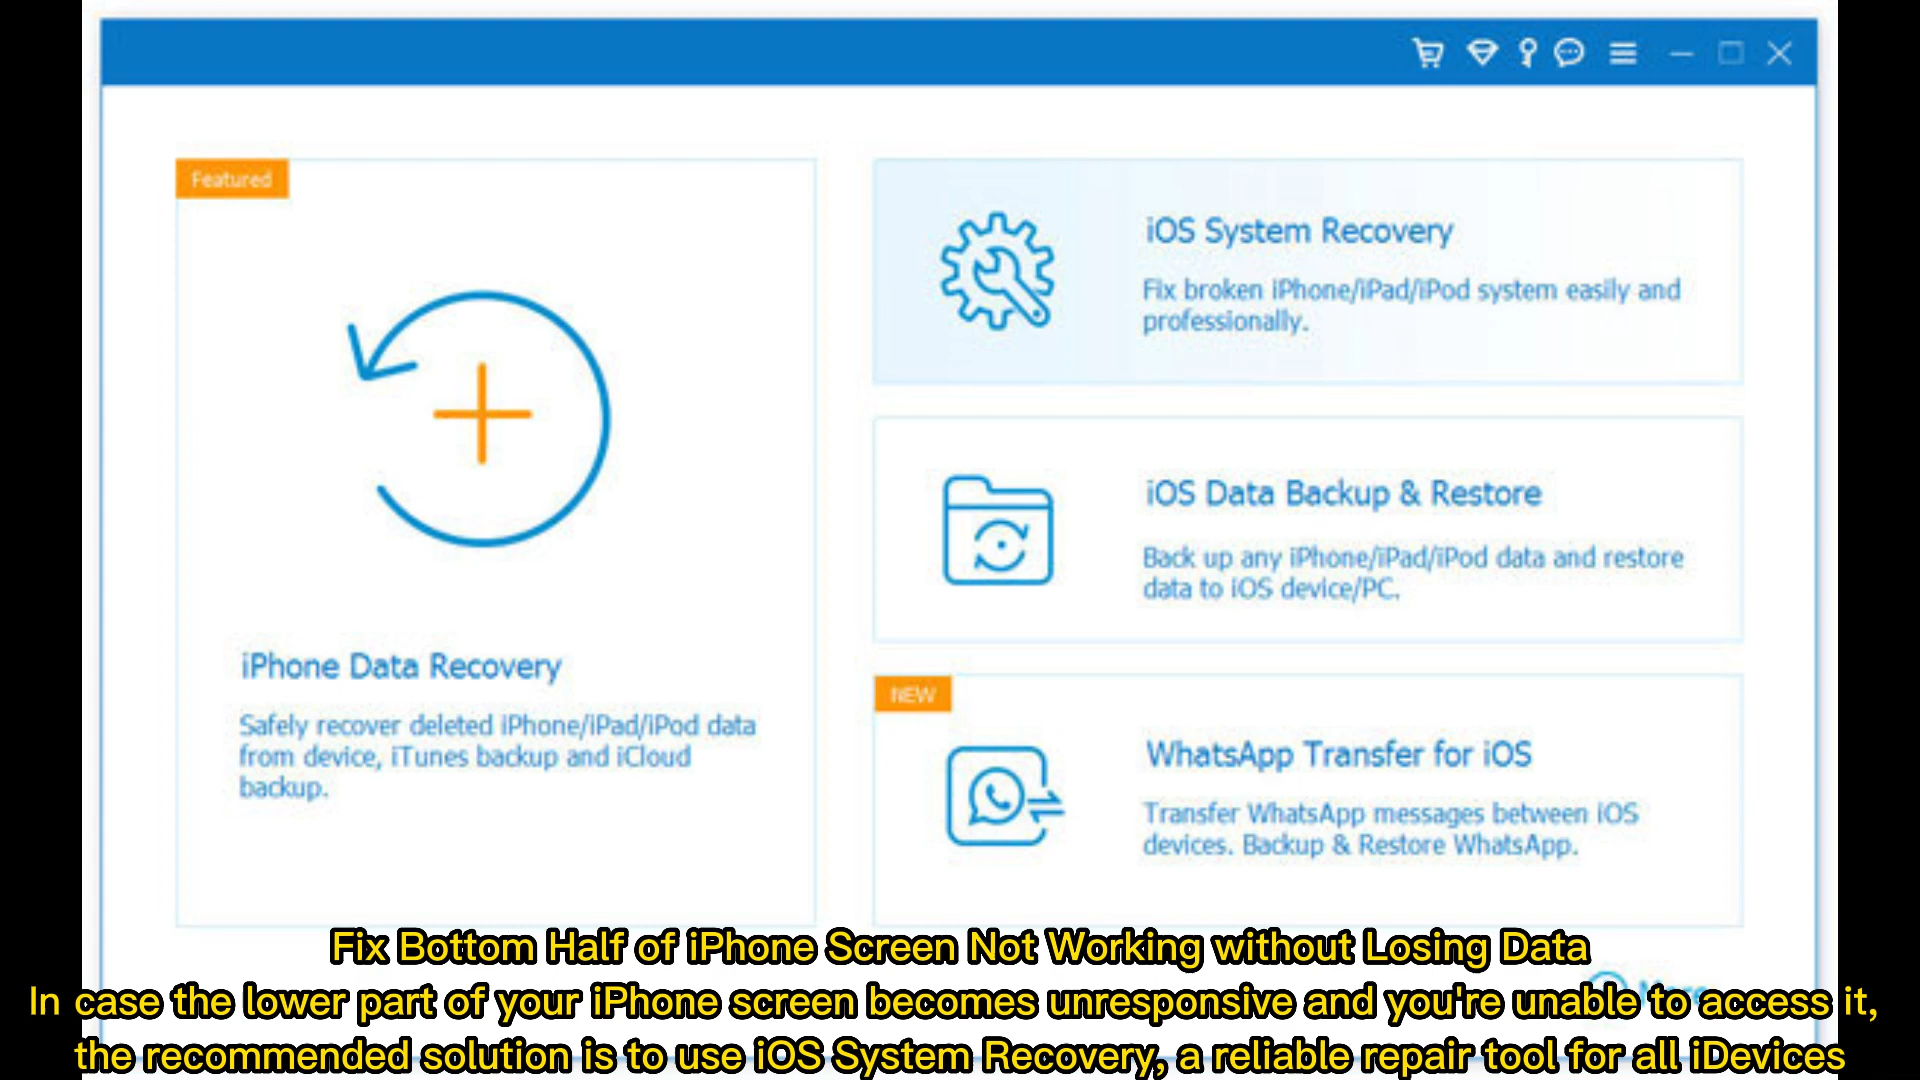 Featured
iPhone Data Recovery
Safely recover deleted iPhone/iPad/iPod data
from device, iTunes backup and iCloud
backup.
iOS System Recovery
Fix broken iPhone/iPad/iPod system easily and
professionally.
iOS Data Backup & Restore
Back up any iPhone/iPad/iPod data and restore
data to iOS device/PC.
NEW
WhatsApp Transfer for iOS
Transfer WhatsApp messages between iOS
devices. Backup & Restore WhatsApp.
Fix Bottom Half of iPhone Screen Not Working without Losing Data
In case the lower part of your iPhone screen becomes unresponsive and you're unable to access it,
the recommended solution is to use iOS System Recovery, a reliable repair tool for all iDevices